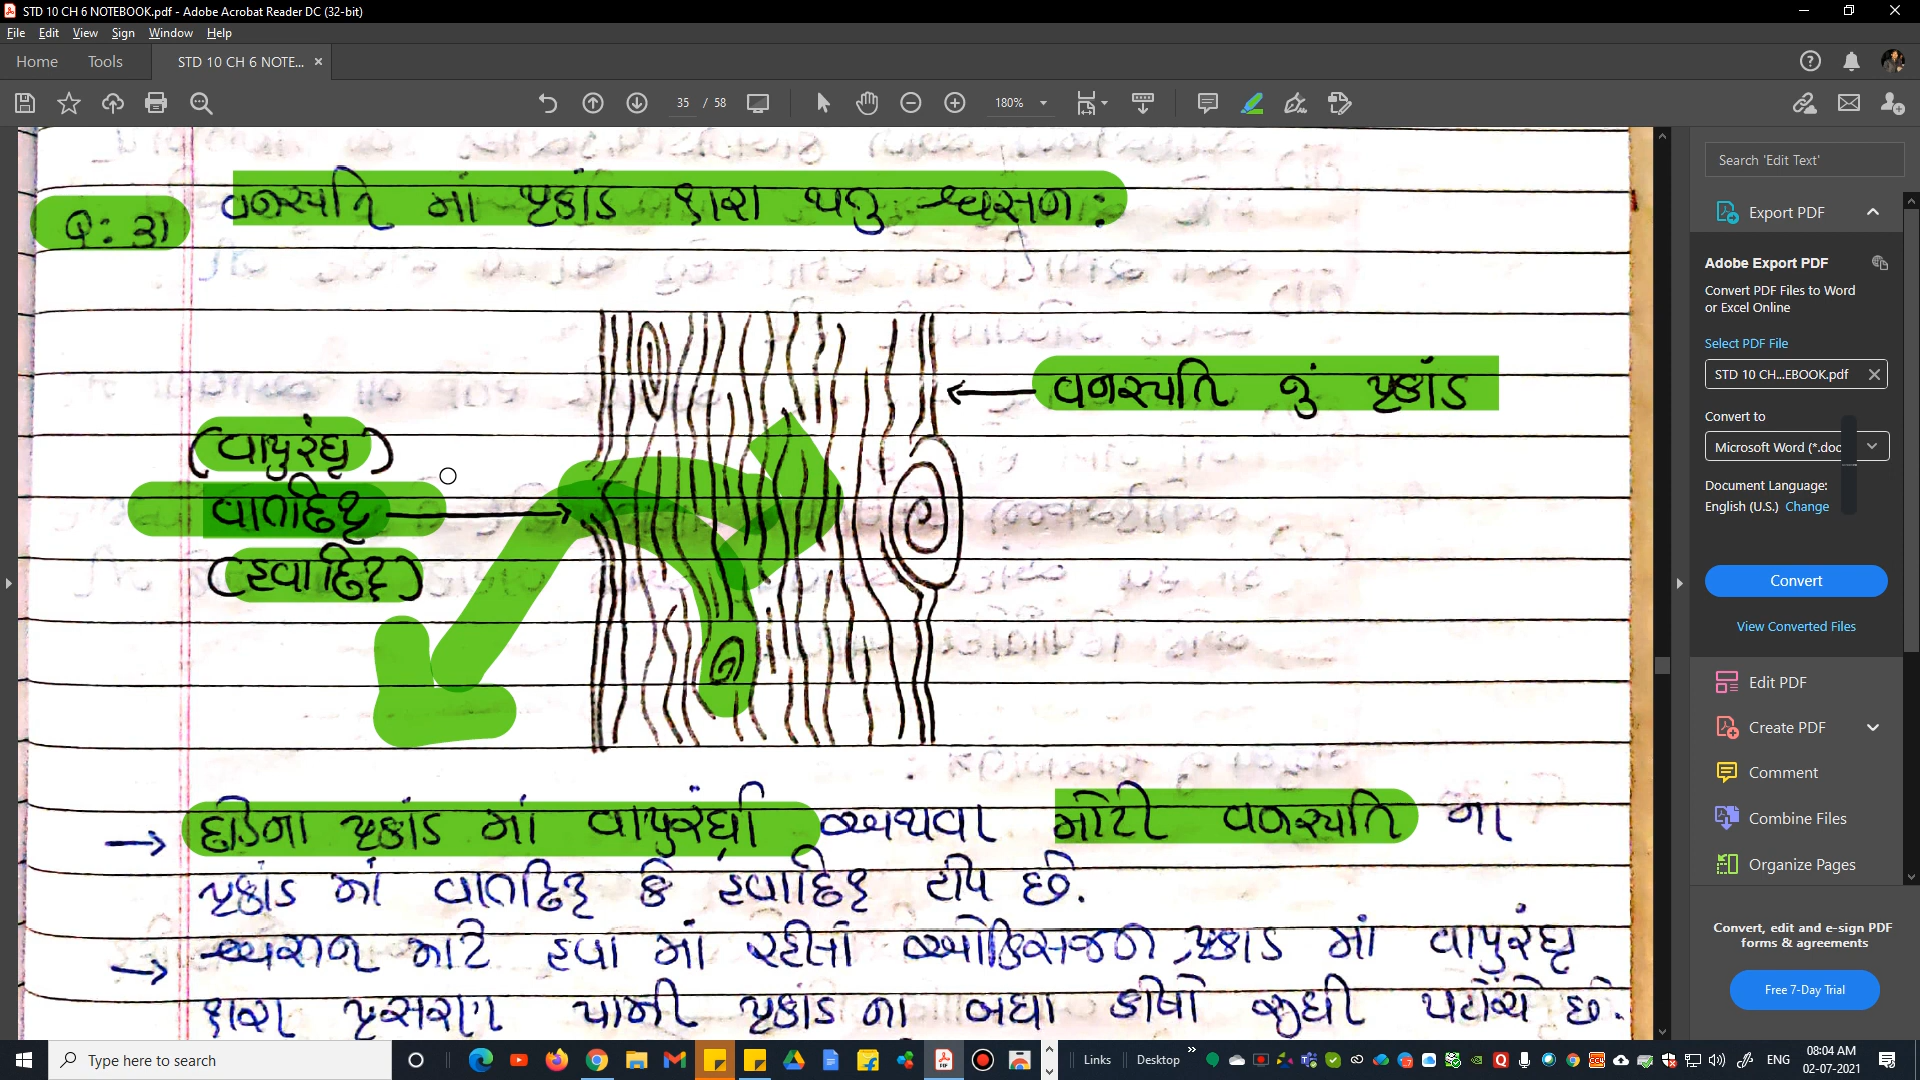 STD 10 CH 6 NOTEBOOK.pdf - Adobe Acrobat Reader DC (32-bit)
File Edit View Sign Window Help
Home Tools STD 10 CH 6 NOTE... ×
35 / 58 180%
Search 'Edit Text'
Export PDF
Adobe Export PDF
Convert PDF Files to Word
or Excel Online
Select PDF File
STD 10 CH...EBOOK.pdf
Convert to
Microsoft Word (*.doc
Document Language:
English (U.S.) Change
Convert
View Converted Files
Edit PDF
Create PDF
Comment
Combine Files
Organize Pages
Convert, edit and e-sign PDF
forms & agreements
Free 7-Day Trial
Q: 31 વનસ્પતિ માં પ્રકાંડ દ્વારા થતુ શ્વસન:
વનસ્પતિ નું પ્રકાંડ
(વાયુરંધ્ર)
વાતછિદ્ર
(હવાછિદ્ર)
→ છોડના પ્રકાંડ માં વાયુરંધ્રો અથવા મોટી વનસ્પતિ ના
પ્રકાંડ માં વાતછિદ્ર કે હવાછિદ્ર હોય છે.
→ શ્વસન માટે હવા માં રહેલો ઓક્સિજન પ્રકાંડ માં વાયુરંધ્ર
દ્વારા પ્રસરણ પામી પ્રકાંડ ના બધા કોષો સુધી પહોંચે છે.
Type here to search
Links Desktop
ENG
08:04 AM
02-07-2021